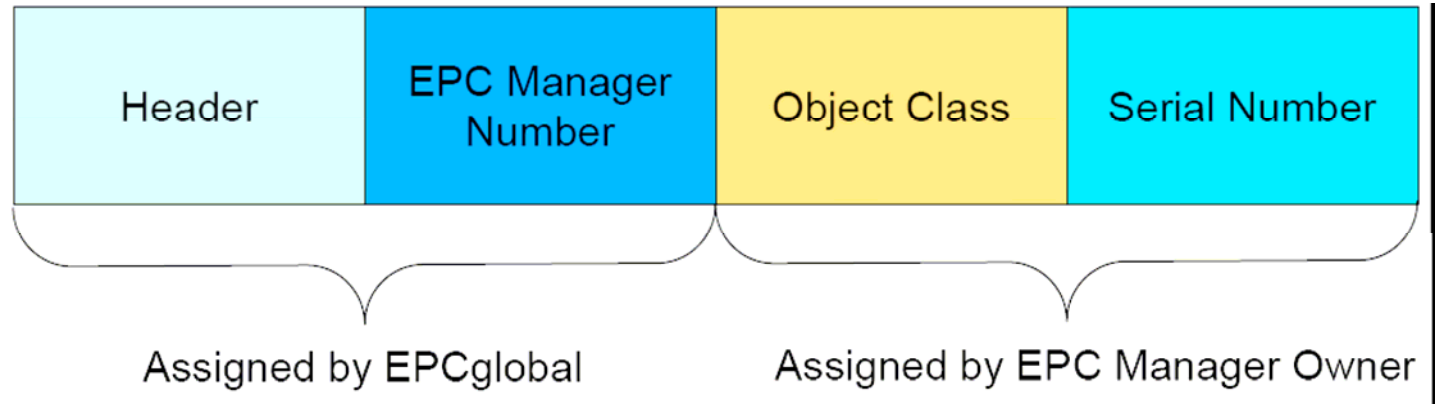 Header
EPC Manager
Number
Object Class
Serial Number
Assigned by EPCglobal
Assigned by EPC Manager Owner